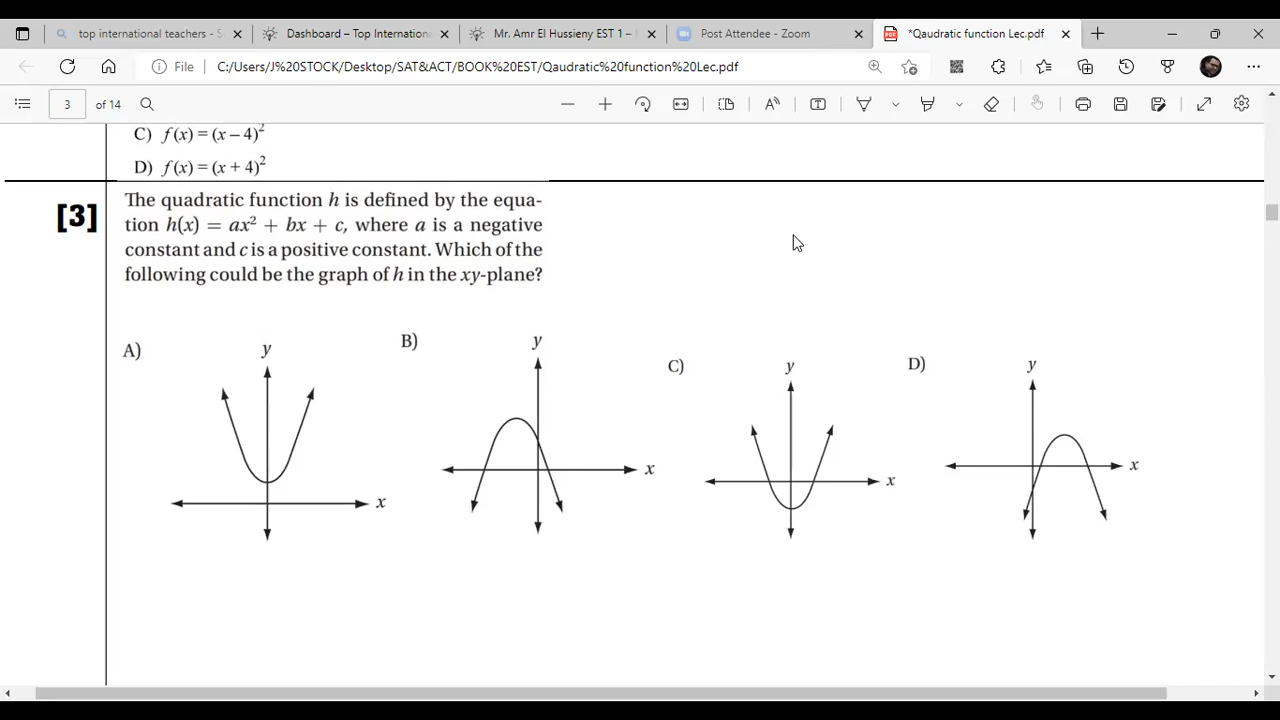 top international teachers - S
Dashboard – Top Internation
Mr. Amr El Hussieny EST 1 –
Post Attendee - Zoom
*Qaudratic function Lec.pdf
File
C:/Users/J%20STOCK/Desktop/SAT&ACT/BOOK%20EST/Qaudratic%20function%20Lec.pdf
3 of 14
C) f(x) = (x – 4)²
D) f(x) = (x + 4)²
[3]
The quadratic function h is defined by the equa-
tion h(x) = ax² + bx + c, where a is a negative
constant and c is a positive constant. Which of the
following could be the graph of h in the xy-plane?
A)
y
x
B)
y
x
C)
y
x
D)
y
x